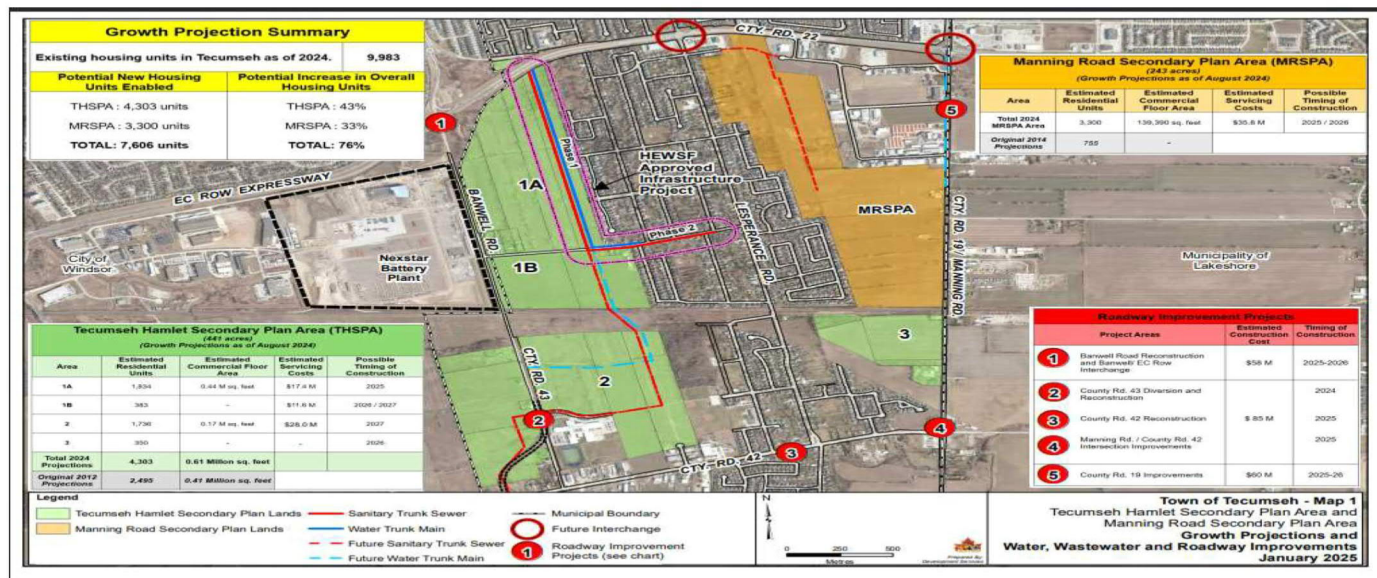 Growth Projection Summary
Existing housing units in Tecumseh as of 2024. 9,983
Potential New Housing Units Enabled
Potential Increase in Overall Housing Units
THSPA : 4,303 units THSPA: 43%
MRSPA : 3,300 units MRSPA: 33%
TOTAL: 7,606 units TOTAL: 76%
CTY. RD. 22
Manning Road Secondary Plan Area (MRSPA)
(243 acres)
(Growth Projections as of August 2024)
Area Estimated Residential Units Estimated Commercial Floor Area Estimated Servicing Costs Possible Timing of Construction
Total 2024 MRSPA Area 3,300 139,390 sq. feet $35.8 M 2025 / 2026
Original 2014 Projections 755 -
1
5
Phase 1
HEWSF
Approved
Infrastructure
Project
1A
EC ROW EXPRESSWAY
BANWELL RD.
LESPERANCE RD.
MRSPA
Phase 2
CTY. RD 19 / MANNING RD
City of
Windsor
Nexstar
Battery
Plant
1B
Municipality of
Lakeshore
Tecumseh Hamlet Secondary Plan Area (THSPA)
(441 acres)
(Growth Projections as of August 2024)
Area Estimated Residential Units Estimated Commercial Floor Area Estimated Servicing Costs Possible Timing of Construction
1A 1,834 0.44 M sq. feet $17.4 M 2025
1B 383 - $11.6 M 2026 / 2027
2 1,736 0.17 M sq. feet $28.0 M 2027
3 350 - - 2026
Total 2024 Projections 4,303 0.61 Million sq. feet
Original 2012 Projections 2,495 0.41 Million sq. feet
CTY. RD. 43
2
3
2
CTY. RD. 42
3
4
Roadway Improvement Projects
Project Areas Estimated Construction Cost Timing of Construction
1 Banwell Road Reconstruction and Banwell/ EC Row Interchange $58 M 2025-2026
2 County Rd. 43 Diversion and Reconstruction 2024
3 County Rd. 42 Reconstruction $ 85 M 2025
4 Manning Rd. / County Rd. 42 Intersection Improvements 2025
5 County Rd. 19 Improvements $60 M 2025-26
Legend
Tecumseh Hamlet Secondary Plan Lands
Manning Road Secondary Plan Lands
Sanitary Trunk Sewer
Water Trunk Main
Future Sanitary Trunk Sewer
Future Water Trunk Main
Municipal Boundary
Future Interchange
1 Roadway Improvement Projects (see chart)
N
0 250 500
Metres
Prepared By:
Development Services
Town of Tecumseh - Map 1
Tecumseh Hamlet Secondary Plan Area and
Manning Road Secondary Plan Area
Growth Projections and
Water, Wastewater and Roadway Improvements
January 2025